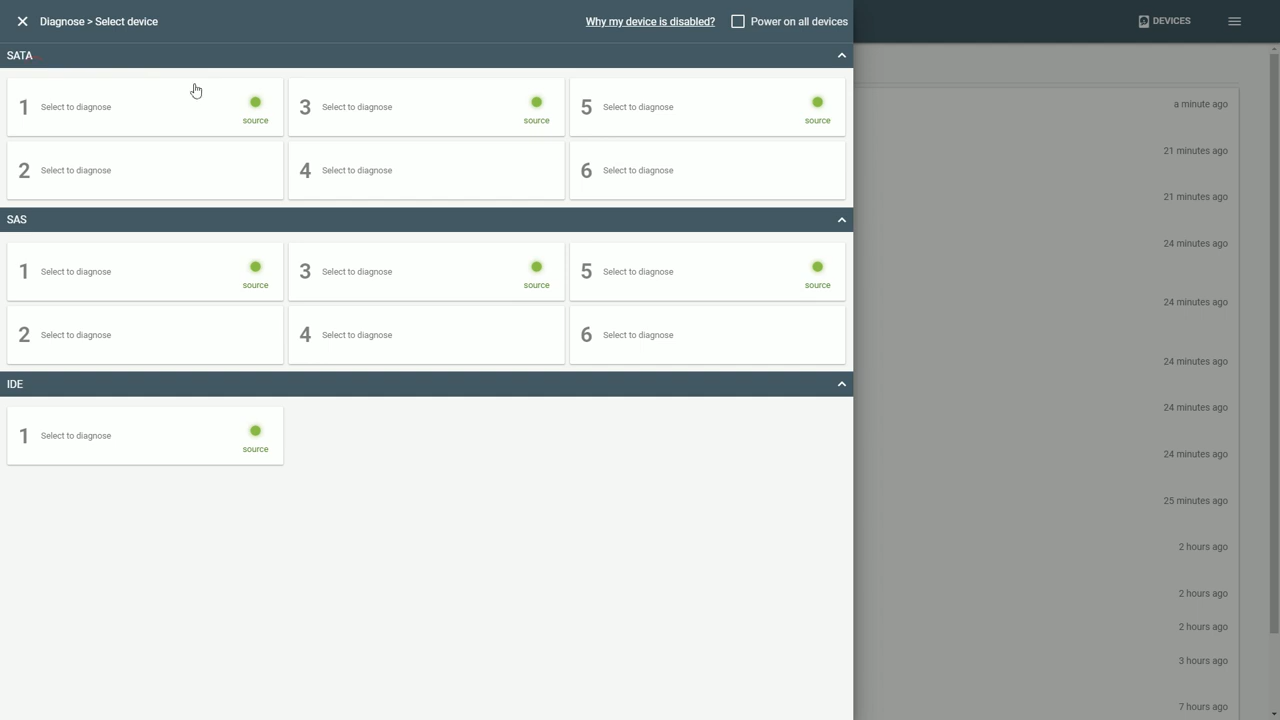 Diagnose > Select device
Why my device is disabled?
Power on all devices
DEVICES
SATA
1 Select to diagnose source
3 Select to diagnose source
5 Select to diagnose source
2 Select to diagnose
4 Select to diagnose
6 Select to diagnose
SAS
1 Select to diagnose source
3 Select to diagnose source
5 Select to diagnose source
2 Select to diagnose
4 Select to diagnose
6 Select to diagnose
IDE
1 Select to diagnose source
a minute ago
21 minutes ago
21 minutes ago
24 minutes ago
24 minutes ago
24 minutes ago
24 minutes ago
24 minutes ago
25 minutes ago
2 hours ago
2 hours ago
2 hours ago
3 hours ago
7 hours ago